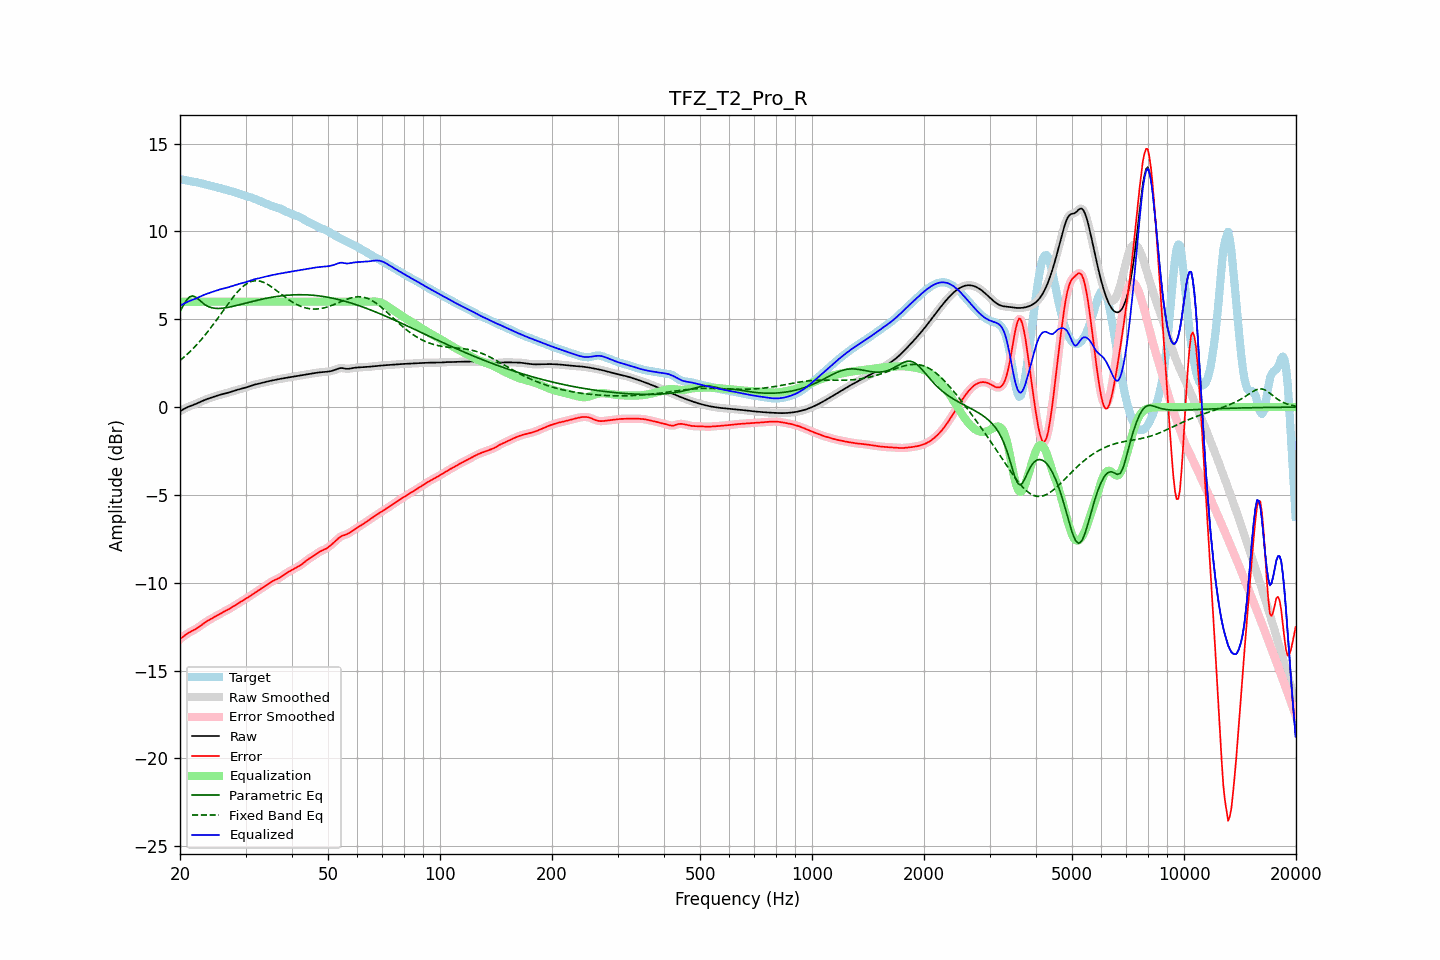 TFZ_T2_Pro_R
Amplitude (dBr)
15
10
5
0
−5
−10
−15
−20
−25
Target
Raw Smoothed
Error Smoothed
Raw
Error
Equalization
Parametric Eq
Fixed Band Eq
Equalized
20 50 100 200 500 1000 2000 5000 10000 20000
Frequency (Hz)